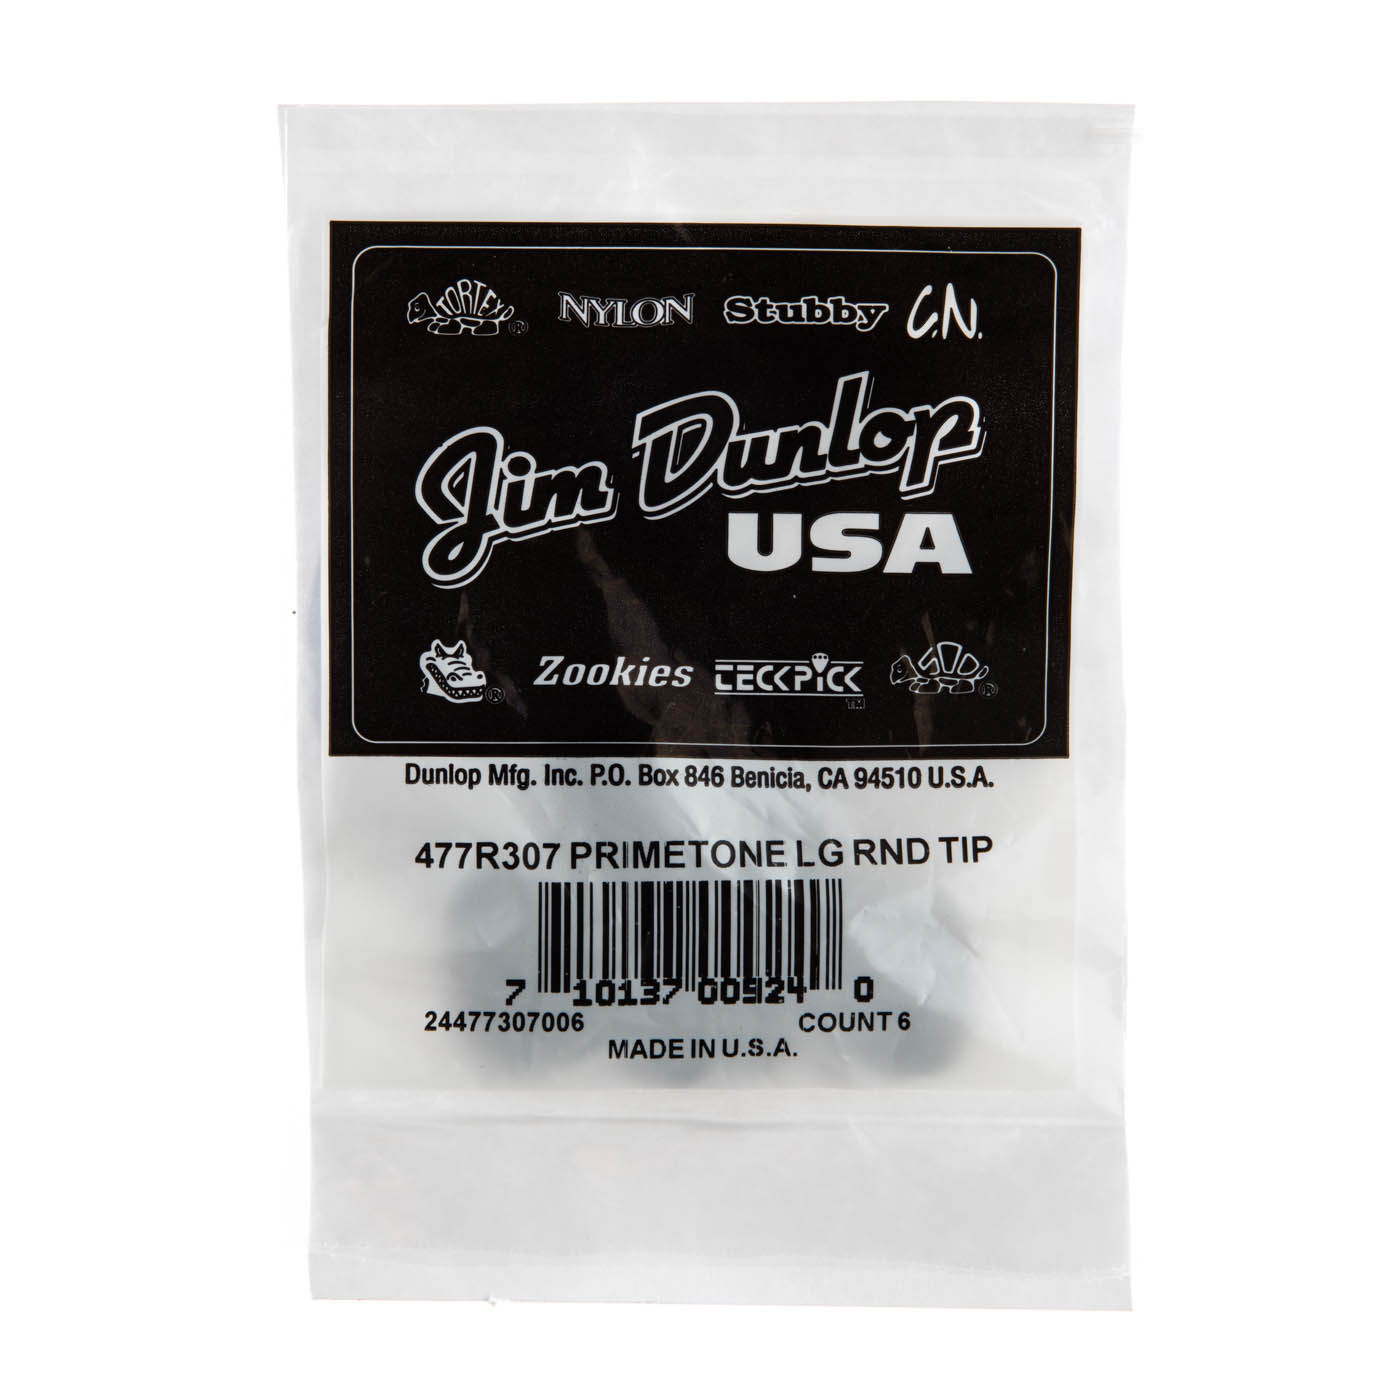 TORTEX ®
NYLON Stubby C.N.
Jim Dunlop
USA
® Zookies TECKPICK TM ®
Dunlop Mfg. Inc. P.O. Box 846 Benicia, CA 94510 U.S.A.
477R307 PRIMETONE LG RND TIP
7 10137 00924 0
24477307006 COUNT 6
MADE IN U.S.A.